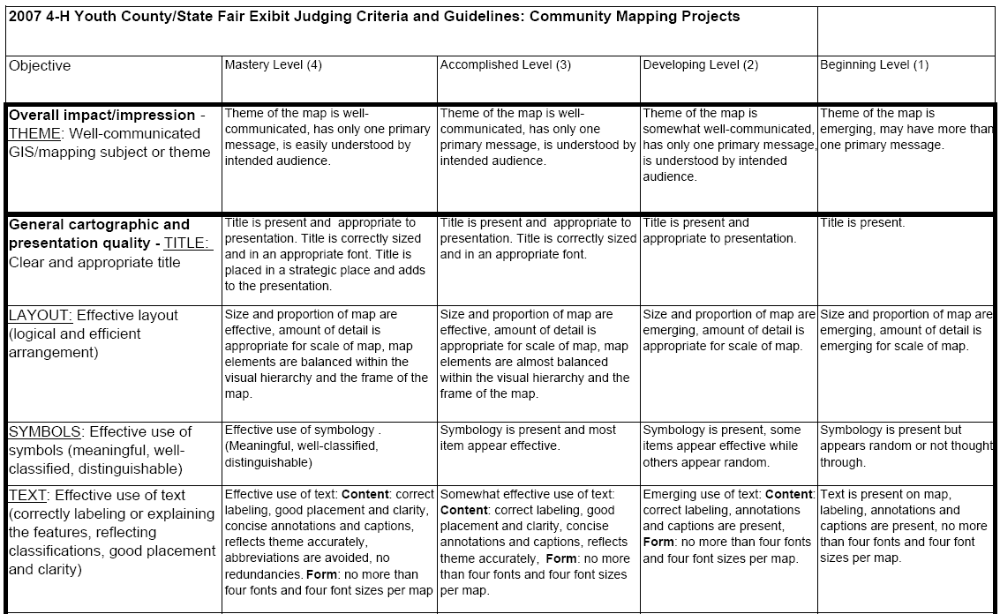 2007 4-H Youth County/State Fair Exibit Judging Criteria and Guidelines: Community Mapping Projects
Objective
Mastery Level (4)
Accomplished Level (3)
Developing Level (2)
Beginning Level (1)
Overall impact/impression -
THEME: Well-communicated
GIS/mapping subject or theme
Theme of the map is well-
communicated, has only one primary
message, is easily understood by
intended audience.
Theme of the map is well-
communicated, has only one
primary message, is understood by
intended audience.
Theme of the map is
somewhat well-communicated,
has only one primary message,
is understood by intended
audience.
Theme of the map is
emerging, may have more than
one primary message.
General cartographic and
presentation quality - TITLE:
Clear and appropriate title
Title is present and appropriate to
presentation. Title is correctly sized
and in an appropriate font. Title is
placed in a strategic place and adds
to the presentation.
Title is present and appropriate to
presentation. Title is correctly sized
and in an appropriate font.
Title is present and
appropriate to presentation.
Title is present.
LAYOUT: Effective layout
(logical and efficient
arrangement)
Size and proportion of map are
effective, amount of detail is
appropriate for scale of map, map
elements are balanced within the
visual hierarchy and the frame of the
map.
Size and proportion of map are
effective, amount of detail is
appropriate for scale of map, map
elements are almost balanced
within the visual hierarchy and the
frame of the map.
Size and proportion of map are
emerging, amount of detail is
appropriate for scale of map.
Size and proportion of map are
emerging, amount of detail is
emerging for scale of map.
SYMBOLS: Effective use of
symbols (meaningful, well-
classified, distinguishable)
Effective use of symbology .
(Meaningful, well-classified,
distinguishable)
Symbology is present and most
item appear effective.
Symbology is present, some
items appear effective while
others appear random.
Symbology is present but
appears random or not thought
through.
TEXT: Effective use of text
(correctly labeling or explaining
the features, reflecting
classifications, good placement
and clarity)
Effective use of text: Content: correct
labeling, good placement and clarity,
concise annotations and captions,
reflects theme accurately,
abbreviations are avoided, no
redundancies. Form: no more than
four fonts and four font sizes per map
Somewhat effective use of text:
Content: correct labeling, good
placement and clarity, concise
annotations and captions, reflects
theme accurately, Form: no more
than four fonts and four font sizes
per map.
Emerging use of text: Content:
correct labeling, annotations
and captions are present,
Form: no more than four fonts
and four font sizes per map.
Text is present on map,
labeling, annotations and
captions are present, no more
than four fonts and four font
sizes per map.